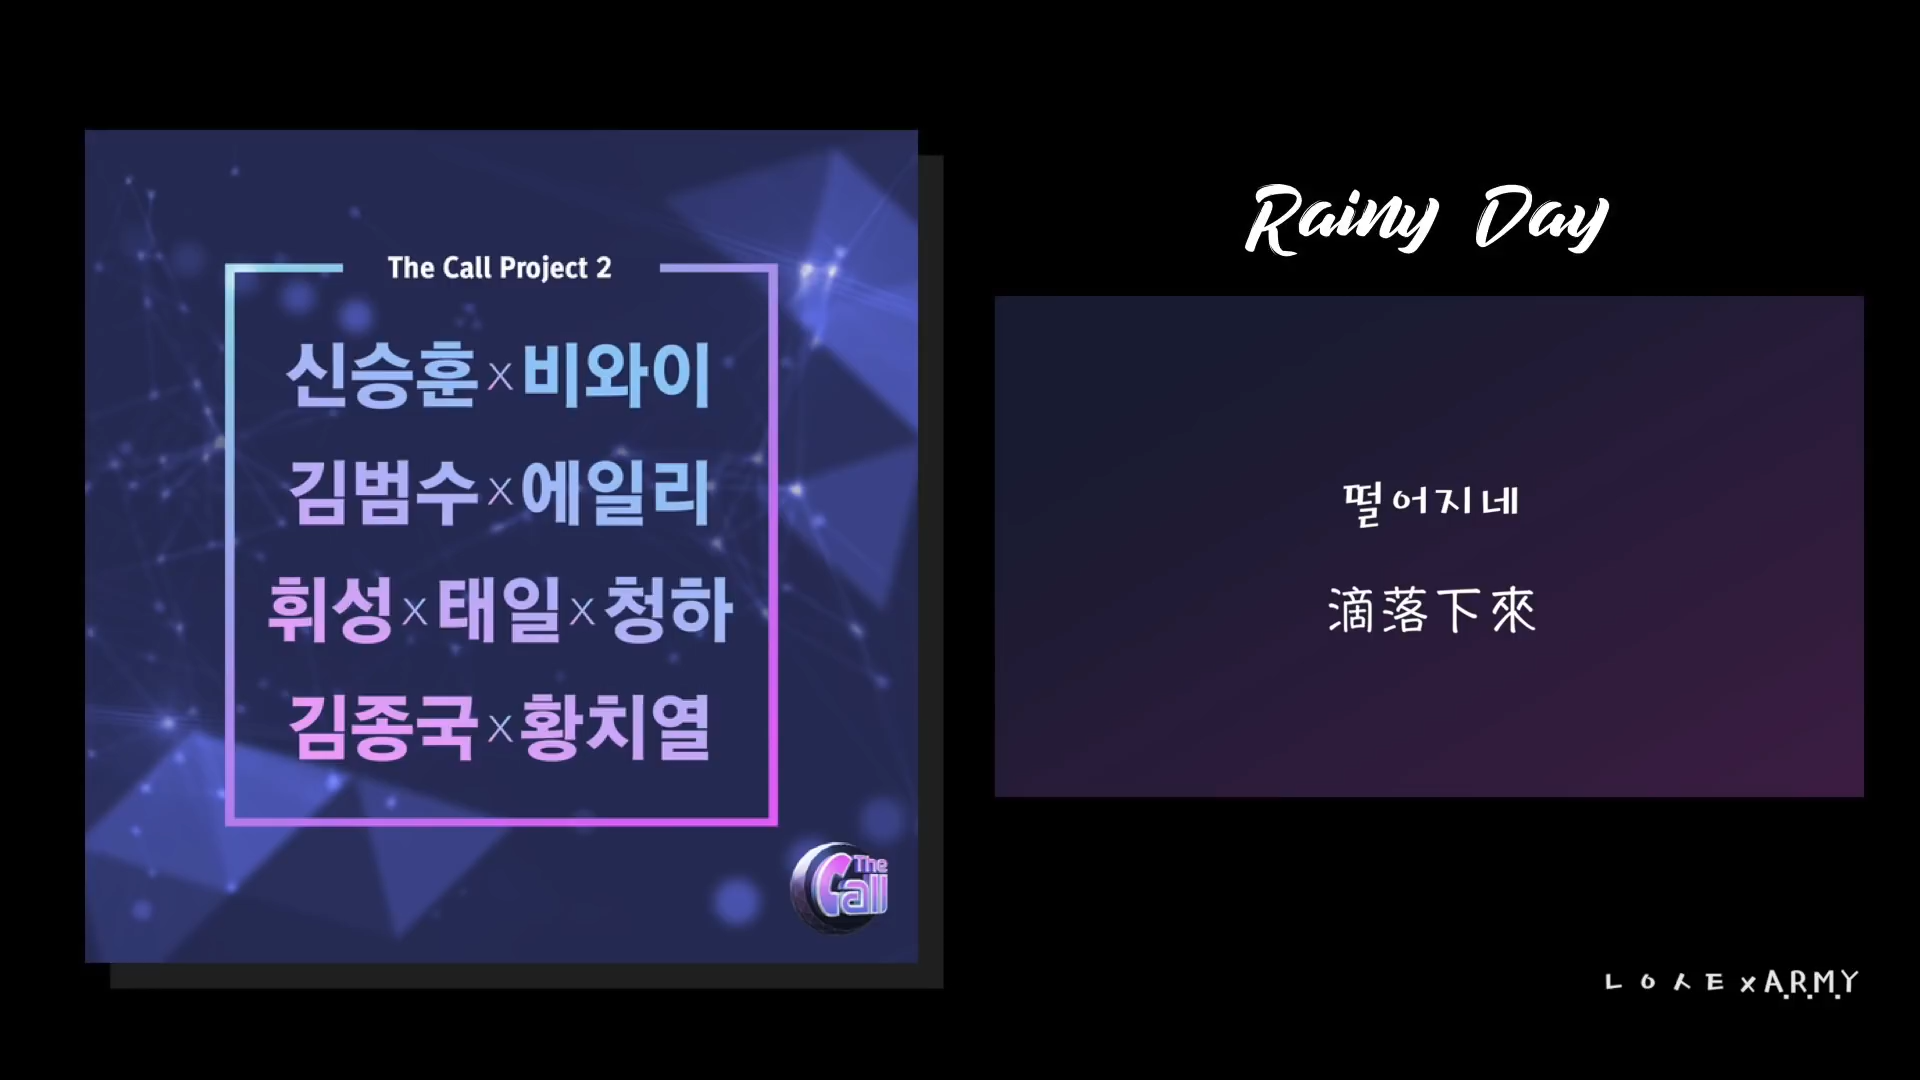 The Call Project 2
신승훈 x 비와이
김범수 x 에일리
휘성 x 태일 x 청하
김종국 x 황치열
The Call
Rainy Day
떨어지네
滴落下來
ㄴㅇㅅㅌxARMY